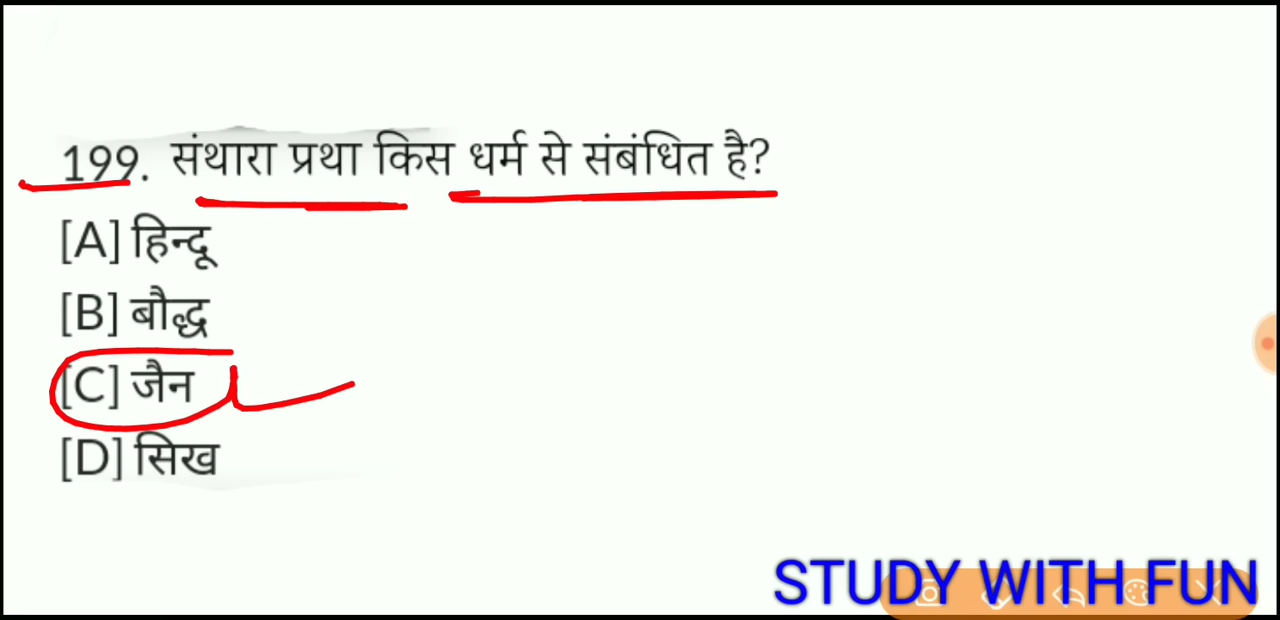 199. संथारा प्रथा किस धर्म से संबंधित है?
[A] हिन्दू
[B] बौद्ध
[C] जैन
[D] सिख
STUDY WITH FUN